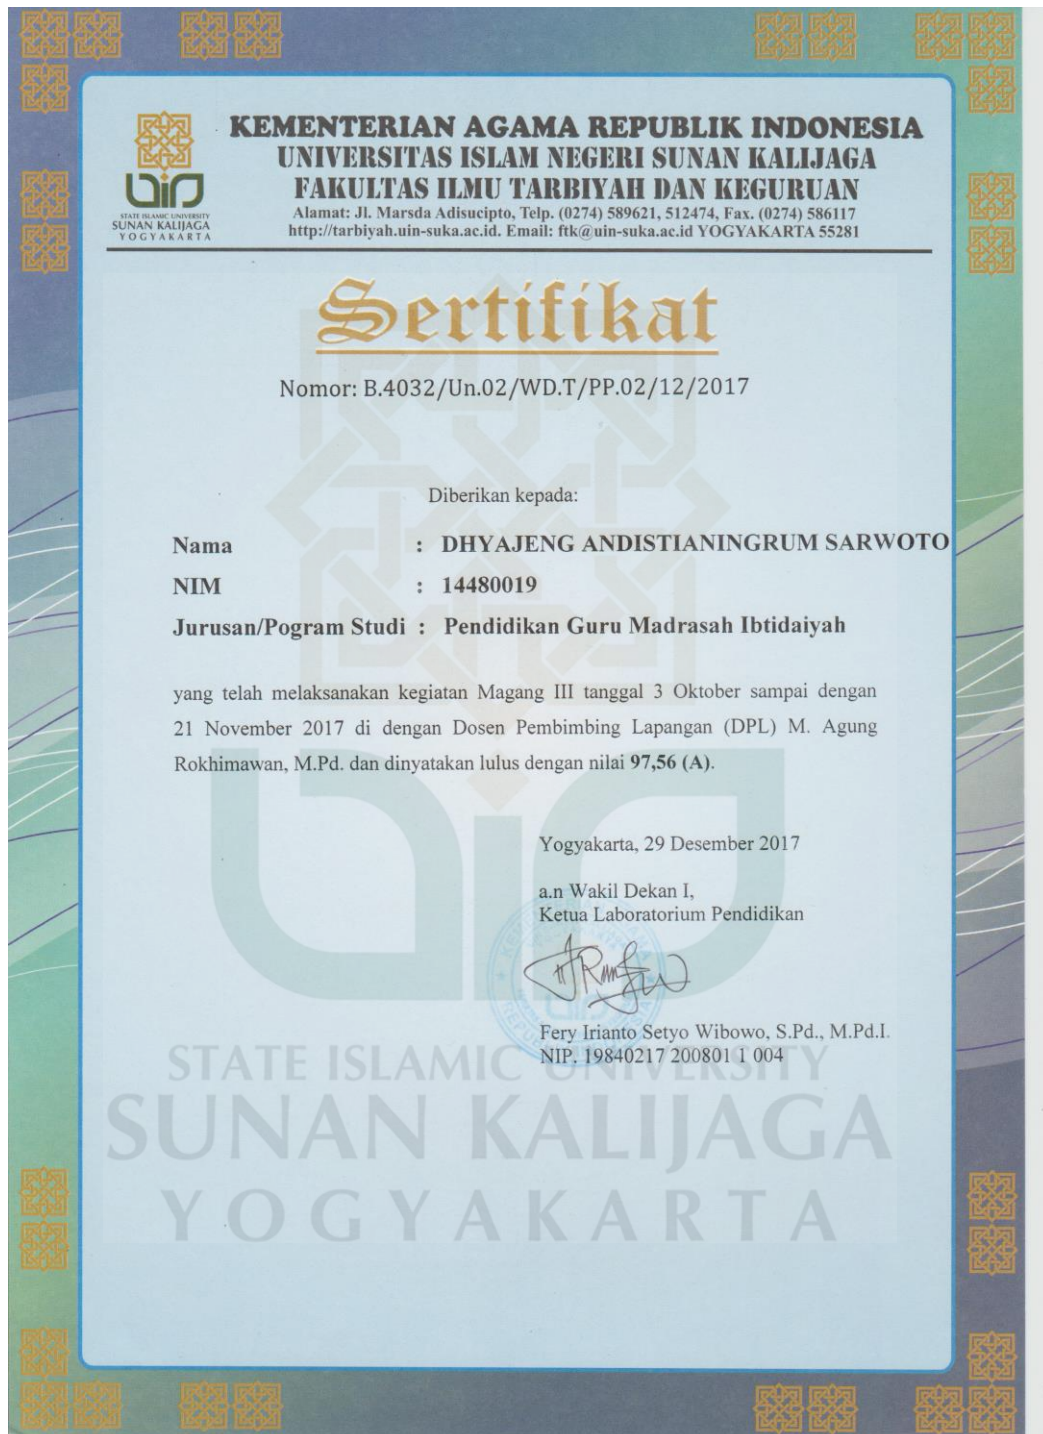 KEMENTERIAN AGAMA REPUBLIK INDONESIA
UNIVERSITAS ISLAM NEGERI SUNAN KALIJAGA
FAKULTAS ILMU TARBIYAH DAN KEGURUAN
Alamat: Jl. Marsda Adisucipto, Telp. (0274) 589621, 512474, Fax. (0274) 586117
http://tarbiyah.uin-suka.ac.id. Email: ftk@uin-suka.ac.id YOGYAKARTA 55281
uin
STATE ISLAMIC UNIVERSITY
SUNAN KALIJAGA
YOGYAKARTA
Sertifikat
Nomor: B.4032/Un.02/WD.T/PP.02/12/2017
Diberikan kepada:
Nama : DHYAJENG ANDISTIANINGRUM SARWOTO
NIM : 14480019
Jurusan/Pogram Studi : Pendidikan Guru Madrasah Ibtidaiyah
yang telah melaksanakan kegiatan Magang III tanggal 3 Oktober sampai dengan
21 November 2017 di dengan Dosen Pembimbing Lapangan (DPL) M. Agung
Rokhimawan, M.Pd. dan dinyatakan lulus dengan nilai 97,56 (A).
Yogyakarta, 29 Desember 2017
a.n Wakil Dekan I,
Ketua Laboratorium Pendidikan
Fery Irianto Setyo Wibowo, S.Pd., M.Pd.I.
NIP. 19840217 200801 1 004
uin
STATE ISLAMIC UNIVERSITY
SUNAN KALIJAGA
YOGYAKARTA